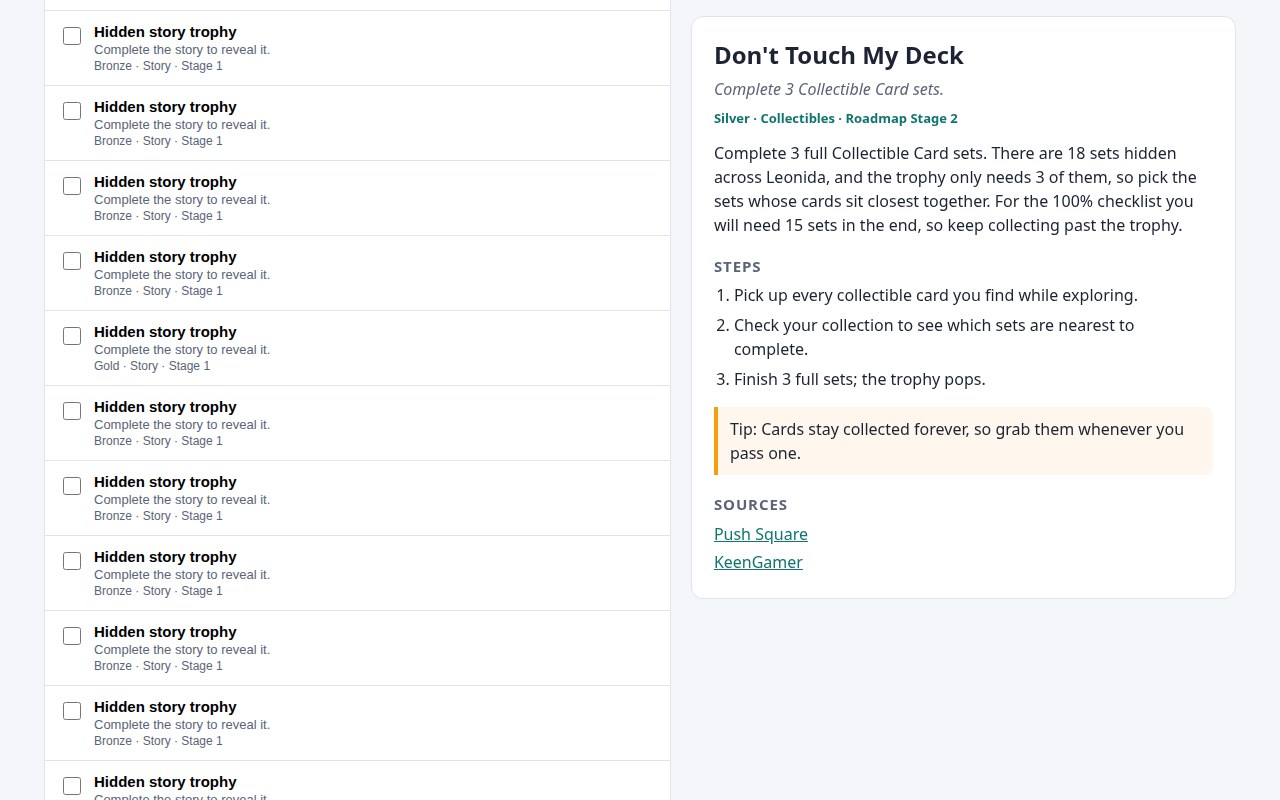 Hidden story trophy
Complete the story to reveal it.
Bronze · Story · Stage 1
Hidden story trophy
Complete the story to reveal it.
Bronze · Story · Stage 1
Hidden story trophy
Complete the story to reveal it.
Bronze · Story · Stage 1
Hidden story trophy
Complete the story to reveal it.
Bronze · Story · Stage 1
Hidden story trophy
Complete the story to reveal it.
Gold · Story · Stage 1
Hidden story trophy
Complete the story to reveal it.
Bronze · Story · Stage 1
Hidden story trophy
Complete the story to reveal it.
Bronze · Story · Stage 1
Hidden story trophy
Complete the story to reveal it.
Bronze · Story · Stage 1
Hidden story trophy
Complete the story to reveal it.
Bronze · Story · Stage 1
Hidden story trophy
Complete the story to reveal it.
Bronze · Story · Stage 1
Hidden story trophy
Complete the story to reveal it.
Don't Touch My Deck
Complete 3 Collectible Card sets.
Silver · Collectibles · Roadmap Stage 2
Complete 3 full Collectible Card sets. There are 18 sets hidden
across Leonida, and the trophy only needs 3 of them, so pick the
sets whose cards sit closest together. For the 100% checklist you
will need 15 sets in the end, so keep collecting past the trophy.
STEPS
1. Pick up every collectible card you find while exploring.
2. Check your collection to see which sets are nearest to
complete.
3. Finish 3 full sets; the trophy pops.
Tip: Cards stay collected forever, so grab them whenever you
pass one.
SOURCES
Push Square
KeenGamer